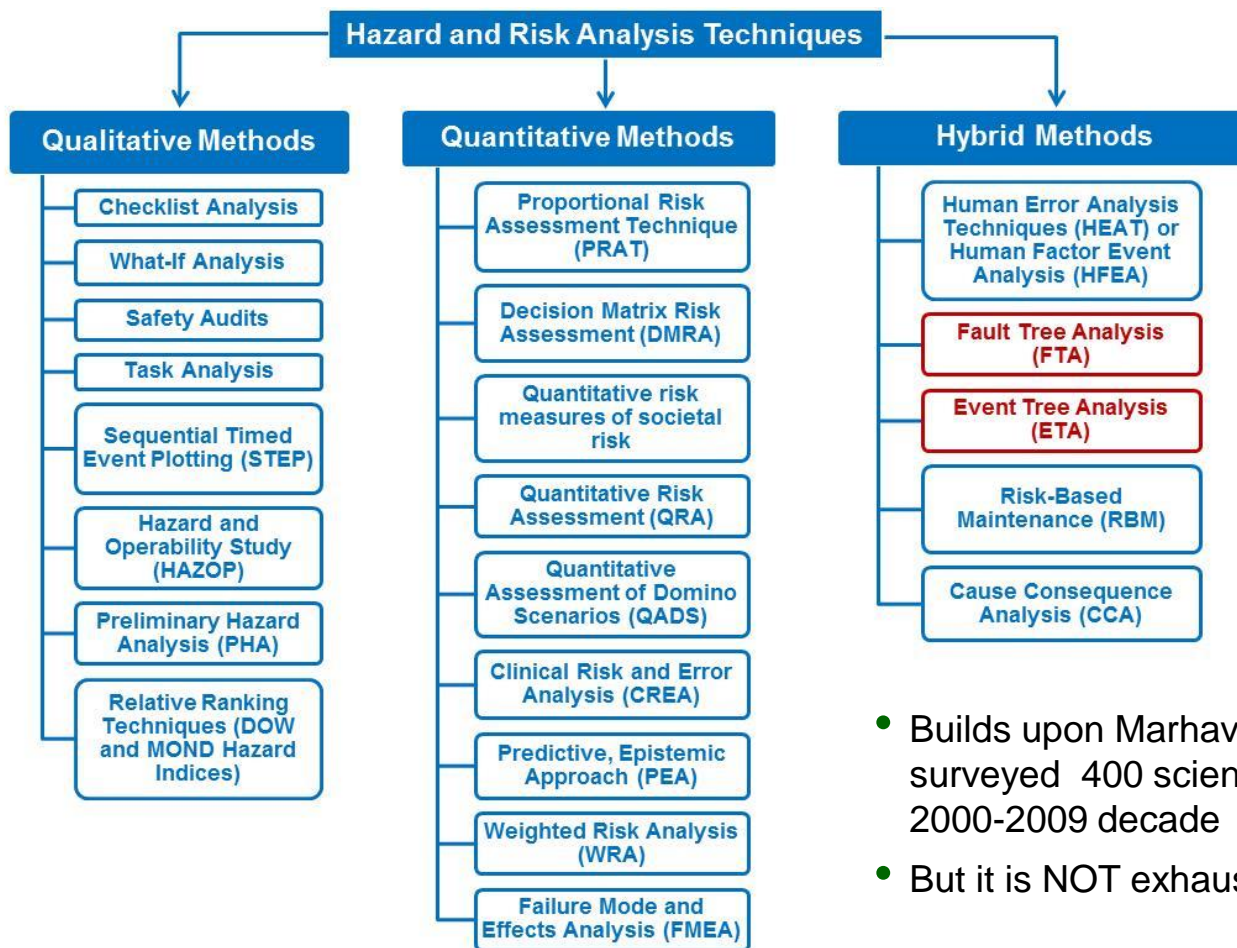 Hazard and Risk Analysis Techniques
Qualitative Methods
Checklist Analysis
What-If Analysis
Safety Audits
Task Analysis
Sequential Timed
Event Plotting (STEP)
Hazard and
Operability Study
(HAZOP)
Preliminary Hazard
Analysis (PHA)
Relative Ranking
Techniques (DOW
and MOND Hazard
Indices)
Quantitative Methods
Proportional Risk
Assessment Technique
(PRAT)
Decision Matrix Risk
Assessment (DMRA)
Quantitative risk
measures of societal
risk
Quantitative Risk
Assessment (QRA)
Quantitative
Assessment of Domino
Scenarios (QADS)
Clinical Risk and Error
Analysis (CREA)
Predictive, Epistemic
Approach (PEA)
Weighted Risk Analysis
(WRA)
Failure Mode and
Effects Analysis (FMEA)
Hybrid Methods
Human Error Analysis
Techniques (HEAT) or
Human Factor Event
Analysis (HFEA)
Fault Tree Analysis
(FTA)
Event Tree Analysis
(ETA)
Risk-Based
Maintenance (RBM)
Cause Consequence
Analysis (CCA)
• Builds upon
surveyed 400
2000-2009 decade
• But it is NOT